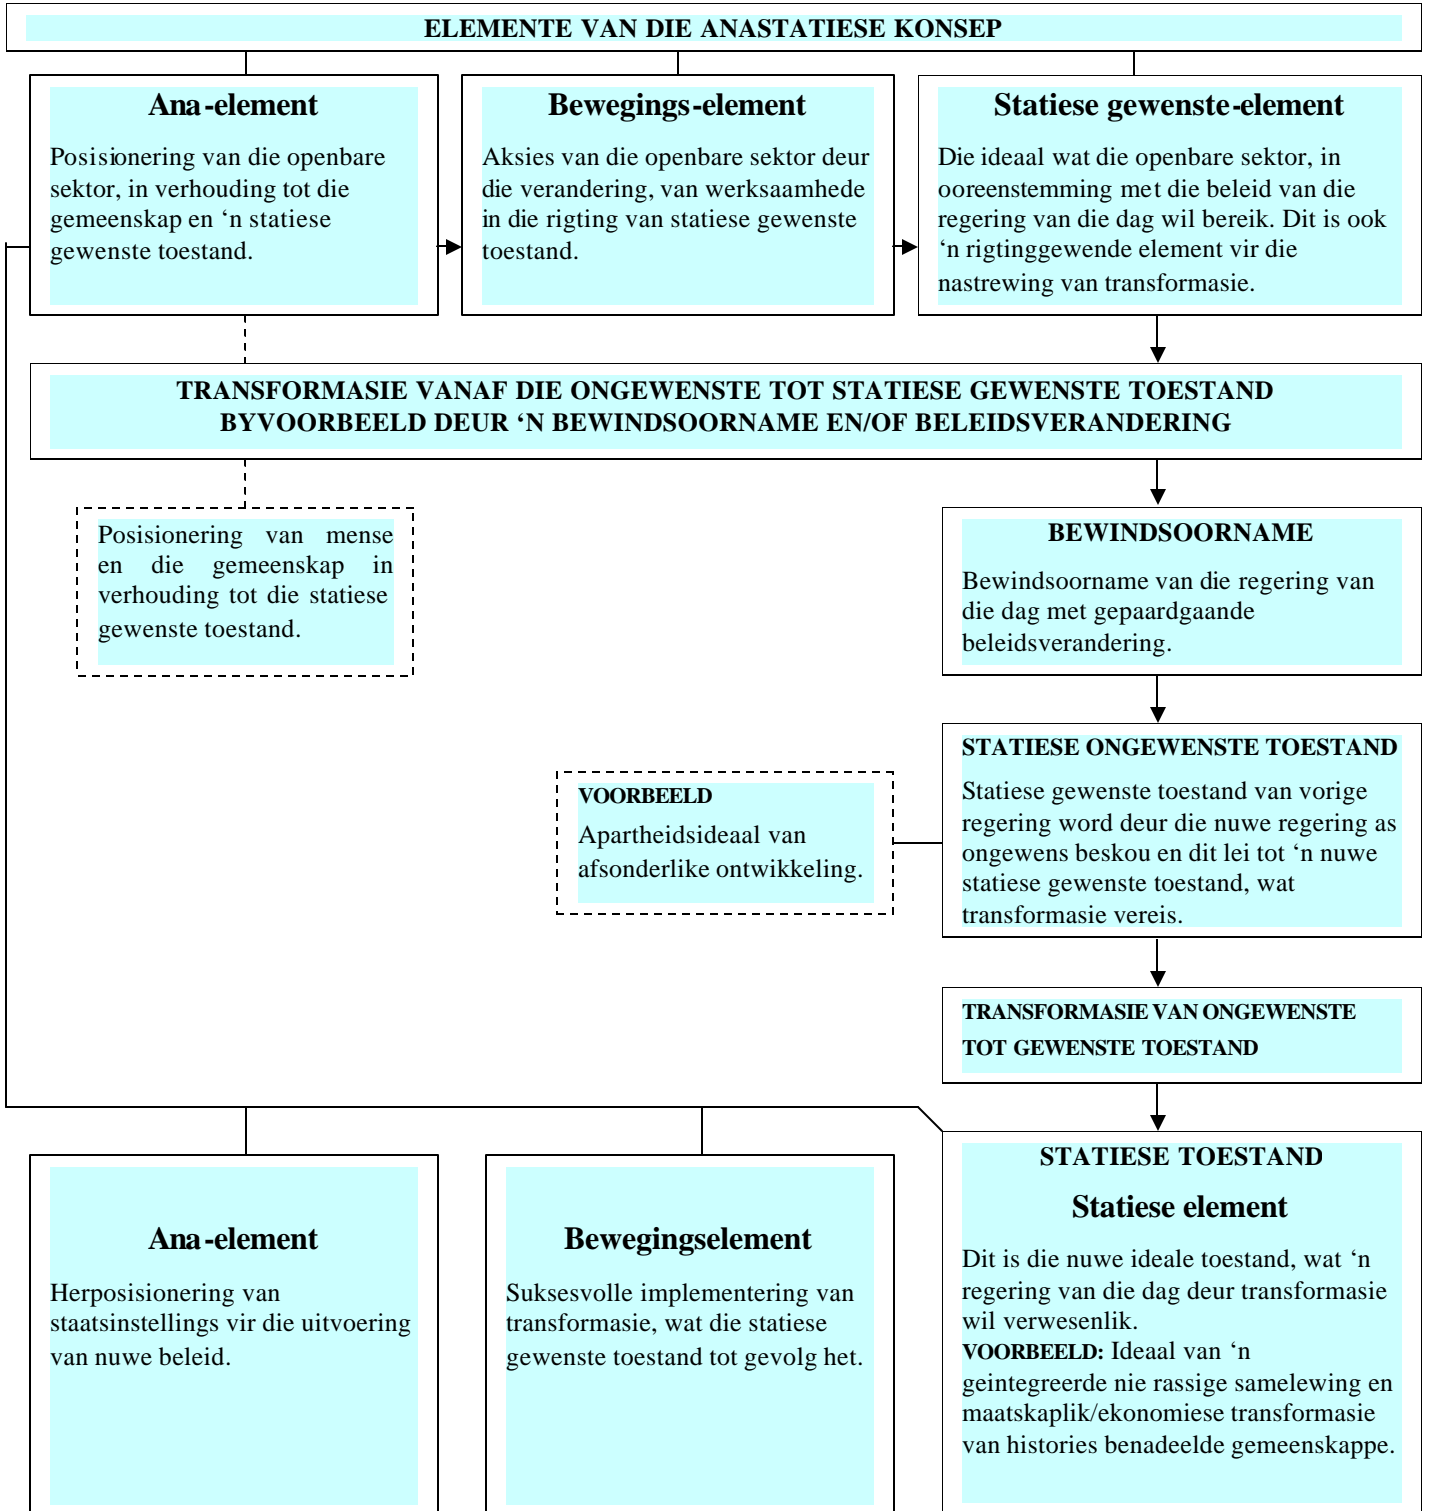 ELEMENTE VAN DIE ANASTATIESE KONSEP
Ana-element
Posisionering van die openbare
sektor, in verhouding tot die
gemeenskap en ‘n statiese
gewenste toestand.
Bewegings-element
Aksies van die openbare sektor deur
die verandering, van werksaamhede
in die rigting van statiese gewenste
toestand.
Statiese gewenste-element
Die ideaal wat die openbare sektor, in
ooreenstemming met die beleid van die
regering van die dag wil bereik. Dit is ook
‘n rigtinggewende element vir die
nastrewing van transformasie.
TRANSFORMASIE VANAF DIE ONGEWENSTE TOT STATIESE GEWENSTE TOESTAND
BYVOORBEELD DEUR ‘N BEWINDSOORNAME EN/OF BELEIDSVERANDERING
Posisionering van mense
en die gemeenskap in
verhouding tot die statiese
gewenste toestand.
BEWINDSOORNAME
Bewindsoorname van die regering van
die dag met gepaardgaande
beleidsverandering.
STATIESE ONGEWENSTE TOESTAND
Statiese gewenste toestand van vorige
regering word deur die nuwe regering as
ongewens beskou en dit lei tot ‘n nuwe
statiese gewenste toestand, wat
transformasie vereis.
VOORBEELD
Apartheidsideaal van
afsonderlike ontwikkeling.
TRANSFORMASIE VAN ONGEWENSTE
TOT GEWENSTE TOESTAND
Ana-element
Herposisionering van
staatsinstellings vir die uitvoering
van nuwe beleid.
Bewegingselement
Suksesvolle implementering van
transformasie, wat die statiese
gewenste toestand tot gevolg het.
STATIESE TOESTAND
Statiese element
Dit is die nuwe ideale toestand, wat ‘n
regering van die dag deur transformasie
wil verwesenlik.
VOORBEELD: Ideaal van ‘n
geintegreerde nie rassige samelewing en
maatskaplik/ekonomiese transformasie
van histories benadeelde gemeenskappe.